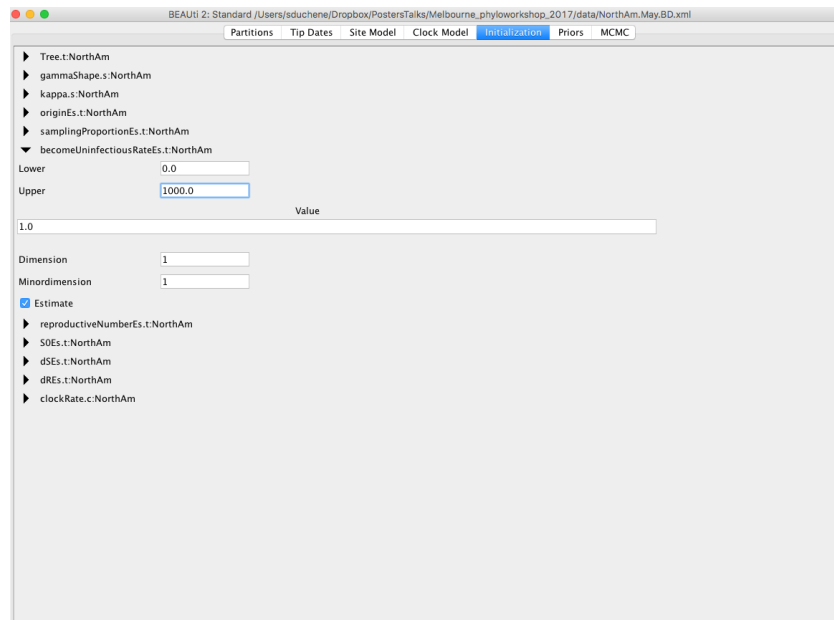 BEAUti 2: Standard /Users/sduchene/Dropbox/PostersTalks/Melbourne_phyloworkshop_2017/data/NorthAm.May.BD.xml
Partitions Tip Dates Site Model Clock Model Initialization Priors MCMC
Tree.t:NorthAm
gammaShape.s:NorthAm
kappa.s:NorthAm
originEs.t:NorthAm
samplingProportionEs.t:NorthAm
becomeUninfectiousRateEs.t:NorthAm
Lower 0.0
Upper 1000.0
Value
1.0
Dimension 1
Minordimension 1
Estimate
reproductiveNumberEs.t:NorthAm
S0Es.t:NorthAm
dSEs.t:NorthAm
dREs.t:NorthAm
clockRate.c:NorthAm